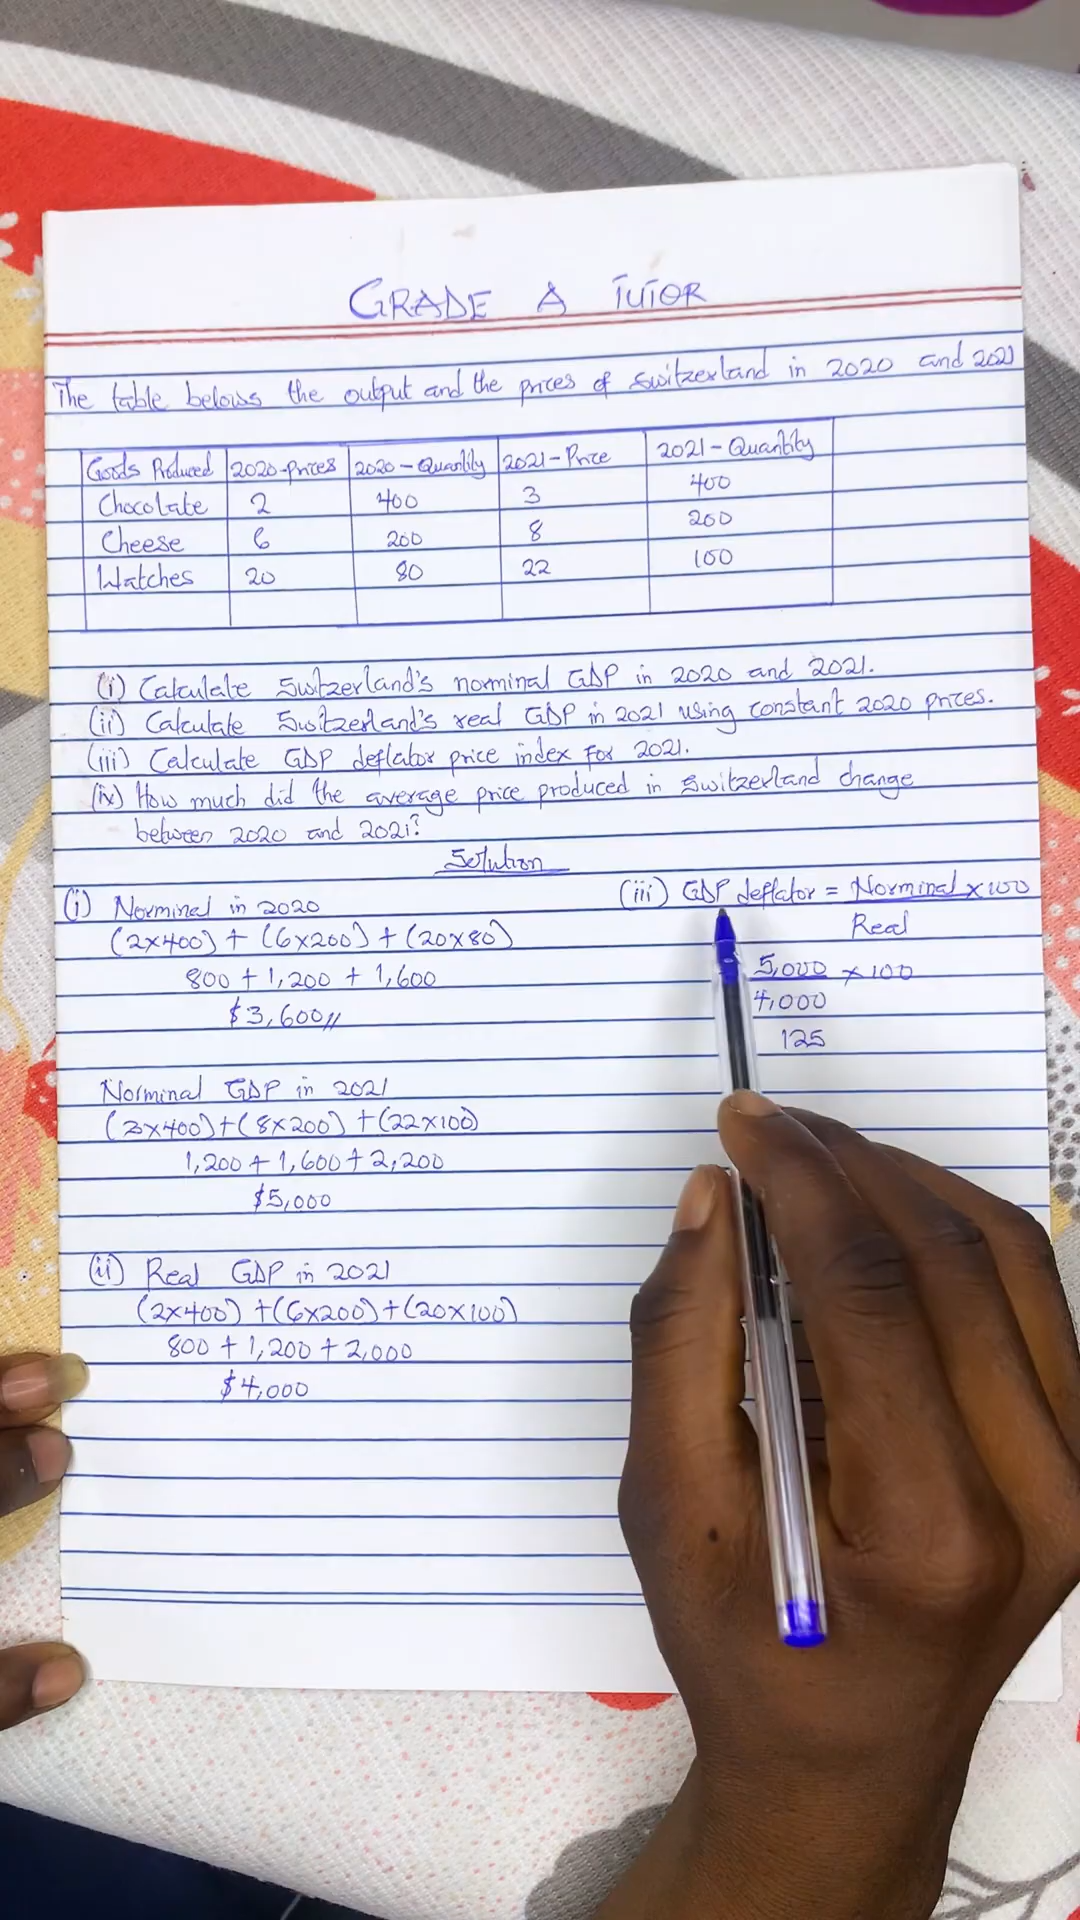 GRADE A TUTOR
The table belows the output and the prices of Switzerland in 2020 and 2021
Goods Produced 2020-prices 2020-Quantity 2021-Price 2021-Quantity
Chocolate 2 400 3 400
Cheese 6 200 8 200
Watches 20 80 22 100
(i) Calculate Switzerland's norminal GDP in 2020 and 2021.
(ii) Calculate Switzerland's real GDP in 2021 using constant 2020 prices.
(iii) Calculate GDP deflator price index for 2021.
(iv) How much did the average price produced in Switzerland change
between 2020 and 2021?
Solution
(i) Norminal in 2020
(2x400) + (6x200) + (20x80)
800 + 1,200 + 1,600
$3,600//
Norminal GDP in 2021
(3x400)+(8x200)+(22x100)
1,200+1,600+2,200
$5,000
(ii) Real GDP in 2021
(2x400)+(6x200)+(20x100)
800 + 1,200 + 2,000
$4,000
(iii) GDP deflator = Norminal x 100
Real
5,000 x 100
4,000
125